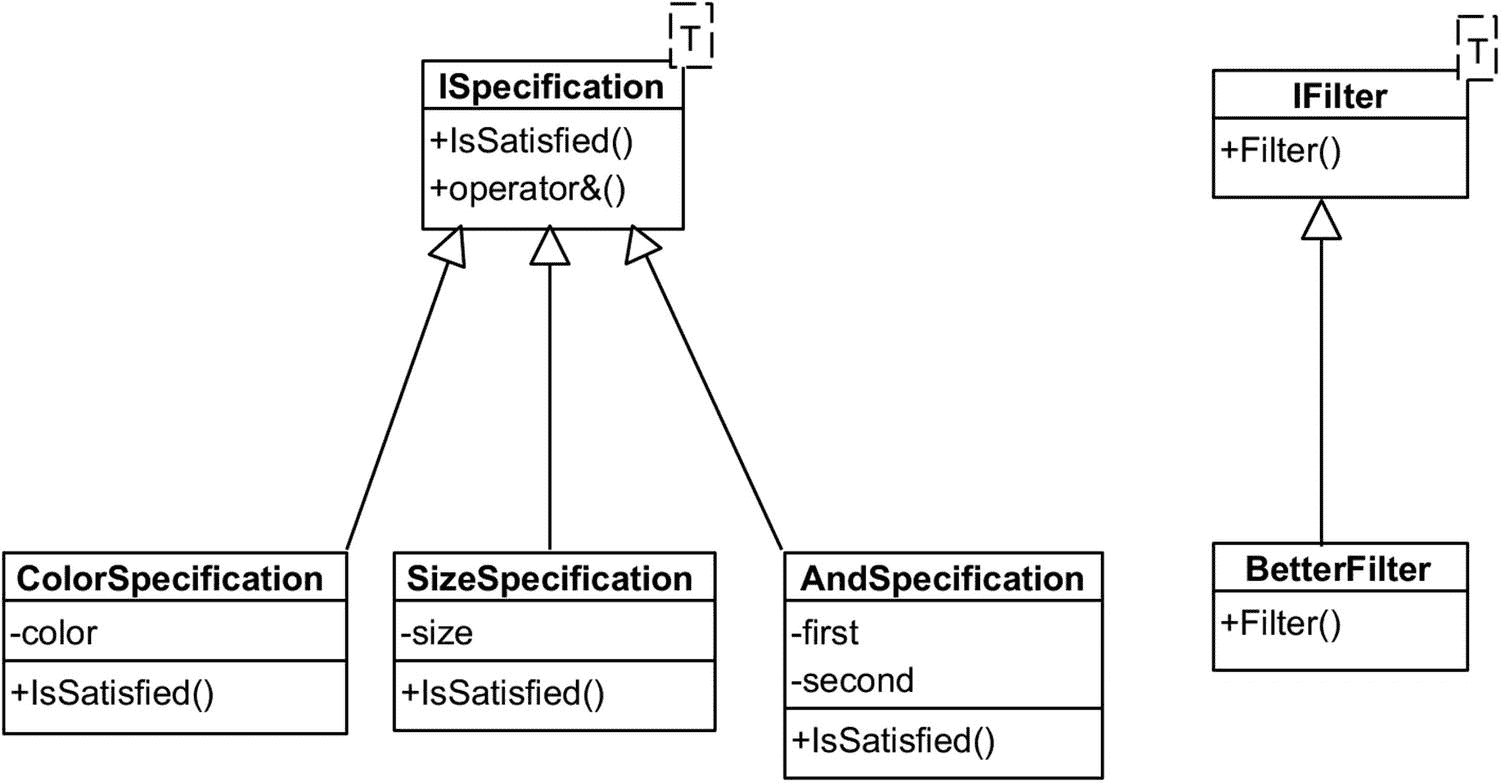 T
ISpecification
+IsSatisfied()
+operator&()
T
IFilter
+Filter()
ColorSpecification
-color
+IsSatisfied()
SizeSpecification
-size
+IsSatisfied()
AndSpecification
-first
-second
+IsSatisfied()
BetterFilter
+Filter()